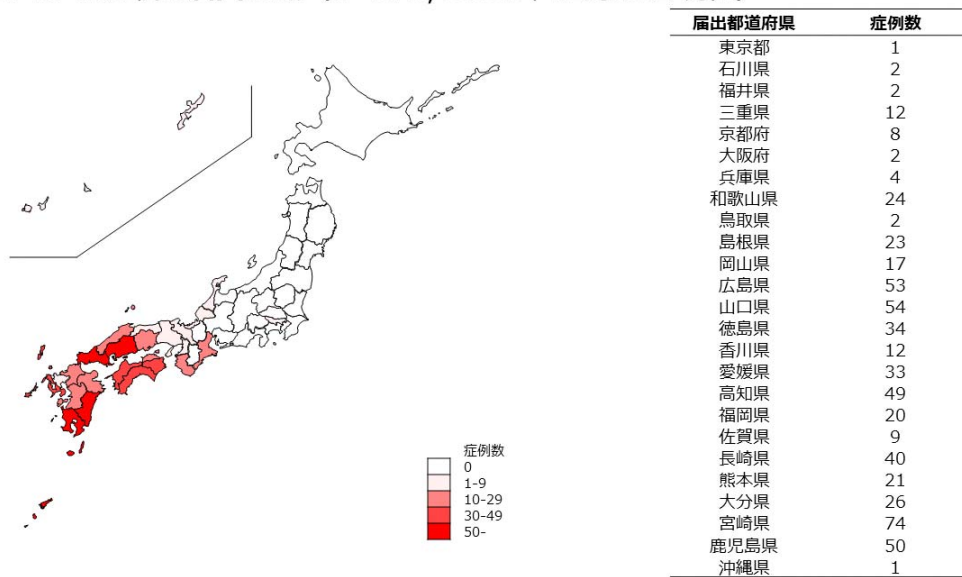 届出都道府県 症例数
東京都 1
石川県 2
福井県 2
三重県 12
京都府 8
大阪府 2
兵庫県 4
和歌山県 24
鳥取県 2
島根県 23
岡山県 17
広島県 53
山口県 54
徳島県 34
香川県 12
愛媛県 33
高知県 49
福岡県 20
佐賀県 9
長崎県 40
熊本県 21
大分県 26
宮崎県 74
鹿児島県 50
沖縄県 1
症例数
0
1-9
10-29
30-49
50-